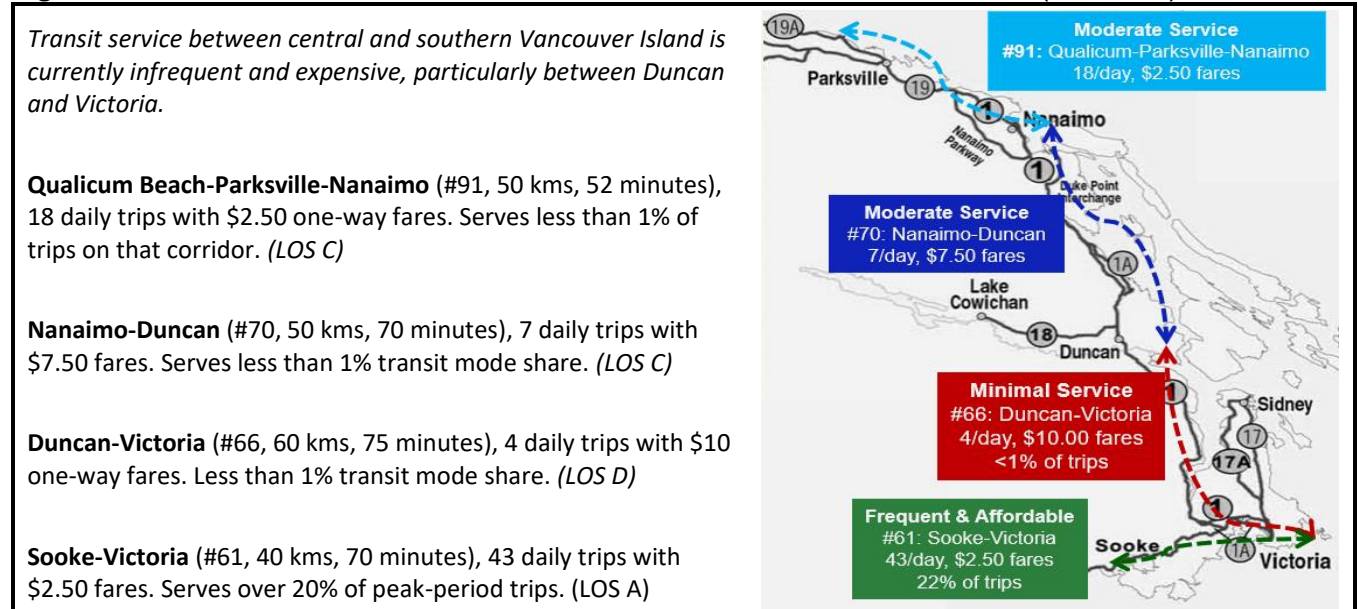 Transit service between central and southern Vancouver Island is
currently infrequent and expensive, particularly between Duncan
and Victoria.
Qualicum Beach-Parksville-Nanaimo (#91, 50 kms, 52 minutes),
18 daily trips with $2.50 one-way fares. Serves less than 1% of
trips on that corridor. (LOS C)
Nanaimo-Duncan (#70, 50 kms, 70 minutes), 7 daily trips with
$7.50 fares. Serves less than 1% transit mode share. (LOS C)
Duncan-Victoria (#66, 60 kms, 75 minutes), 4 daily trips with $10
one-way fares. Less than 1% transit mode share. (LOS D)
Sooke-Victoria (#61, 40 kms, 70 minutes), 43 daily trips with
$2.50 fares. Serves over 20% of peak-period trips. (LOS A)
19A
Moderate Service
#91: Qualicum-Parksville-Nanaimo
18/day, $2.50 fares
Parksville
19
1
Nanaimo
Nanaimo
Parkway
1
Duke Point
Interchange
Moderate Service
#70: Nanaimo-Duncan
7/day, $7.50 fares
1A
Lake
Cowichan
18
Duncan
Minimal Service
#66: Duncan-Victoria
4/day, $10.00 fares
<1% of trips
1
Sidney
17
17A
1
Frequent & Affordable
#61: Sooke-Victoria
43/day, $2.50 fares
22% of trips
Sooke
1A
Victoria